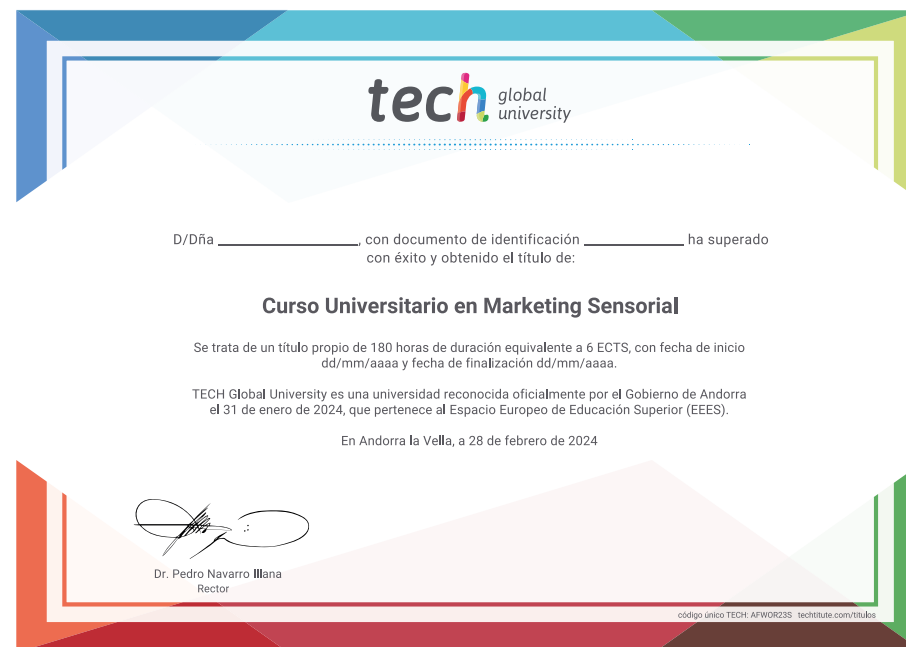 tech global university
D/Dña ____________, con documento de identificación ____________ ha superado
con éxito y obtenido el título de:
Curso Universitario en Marketing Sensorial
Se trata de un título propio de 180 horas de duración equivalente a 6 ECTS, con fecha de inicio
dd/mm/aaaa y fecha de finalización dd/mm/aaaa.
TECH Global University es una universidad reconocida oficialmente por el Gobierno de Andorra
el 31 de enero de 2024, que pertenece al Espacio Europeo de Educación Superior (EEES).
En Andorra la Vella, a 28 de febrero de 2024
Dr. Pedro Navarro Illana
Rector
código único TECH: AFWOR23S techtitute.com/titulos